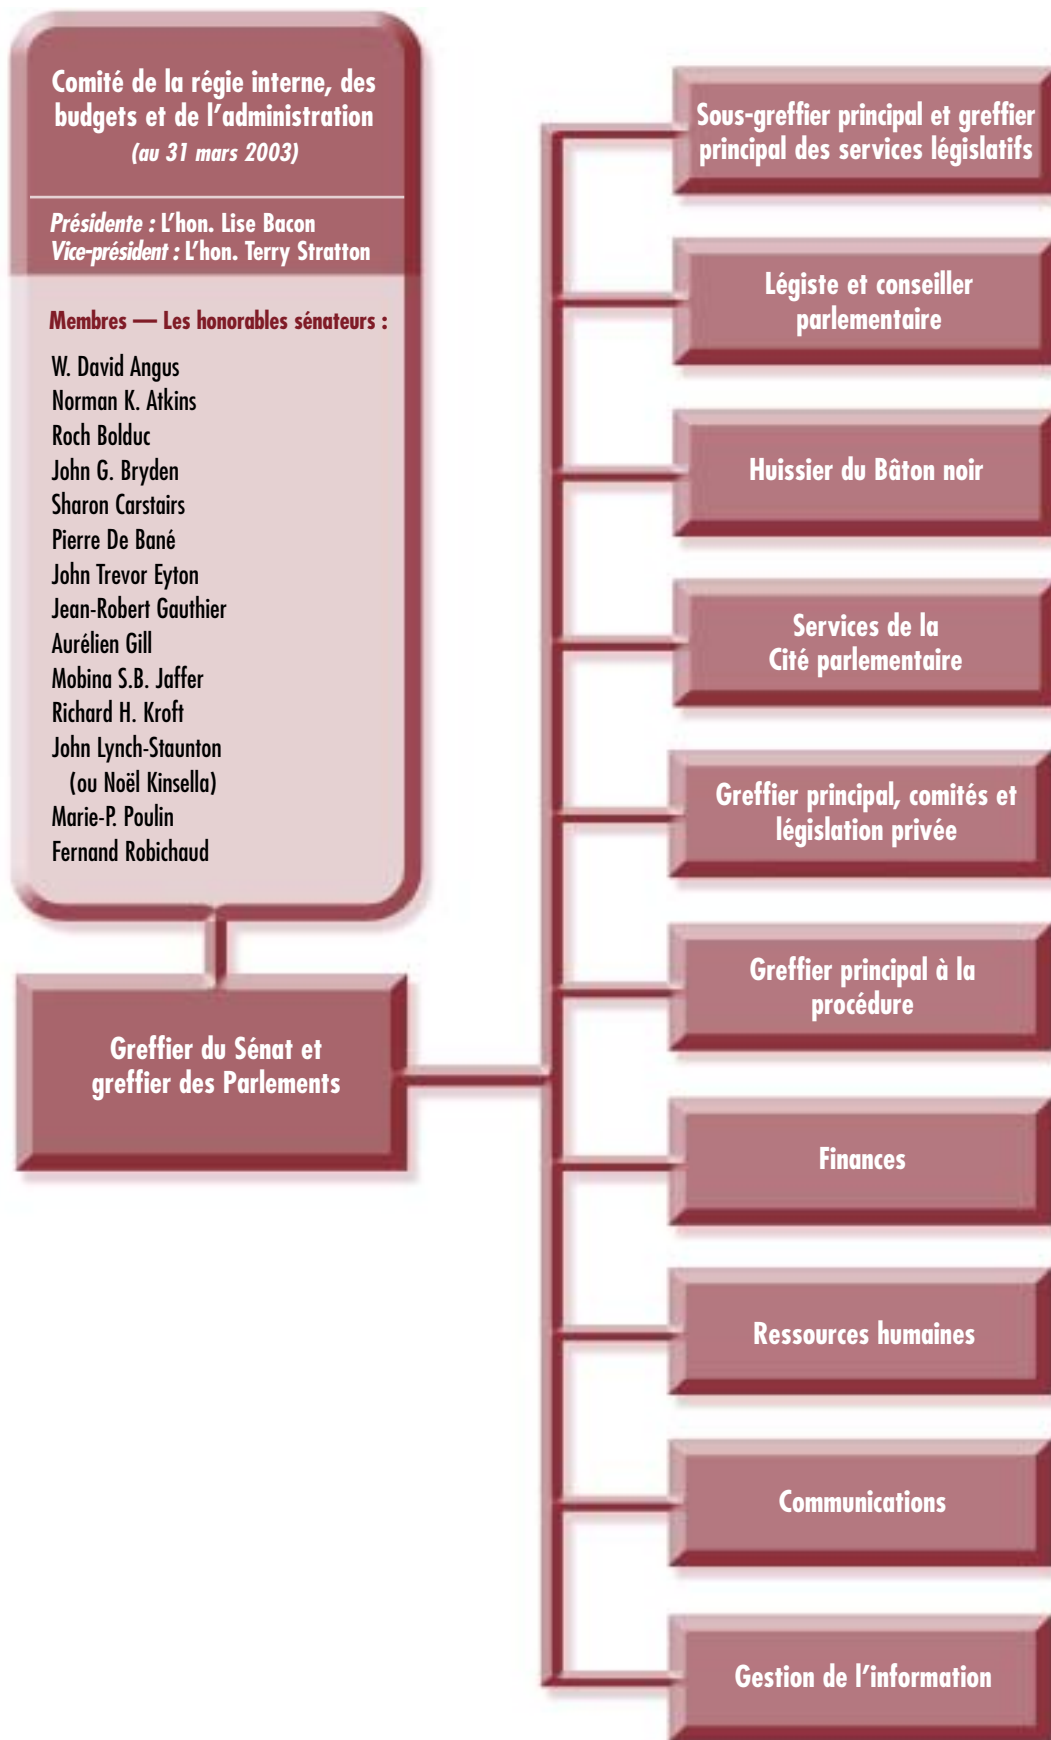 Comité de la régie interne, des
budgets et de l'administration
(au 31 mars 2003)
Présidente : L'hon. Lise Bacon
Vice-président : L'hon. Terry Stratton
Membres — Les honorables sénateurs :
W. David Angus
Norman K. Atkins
Roch Bolduc
John G. Bryden
Sharon Carstairs
Pierre De Bané
John Trevor Eyton
Jean-Robert Gauthier
Aurélien Gill
Mobina S.B. Jaffer
Richard H. Kroft
John Lynch-Staunton
(ou Noël Kinsella)
Marie-P. Poulin
Fernand Robichaud
Greffier du Sénat et
greffier des Parlements
Sous-greffier principal et greffier
principal des services législatifs
Légiste et conseiller
parlementaire
Huissier du Bâton noir
Services de la
Cité parlementaire
Greffier principal, comités et
législation privée
Greffier principal à la
procédure
Finances
Ressources humaines
Communications
Gestion de l'information